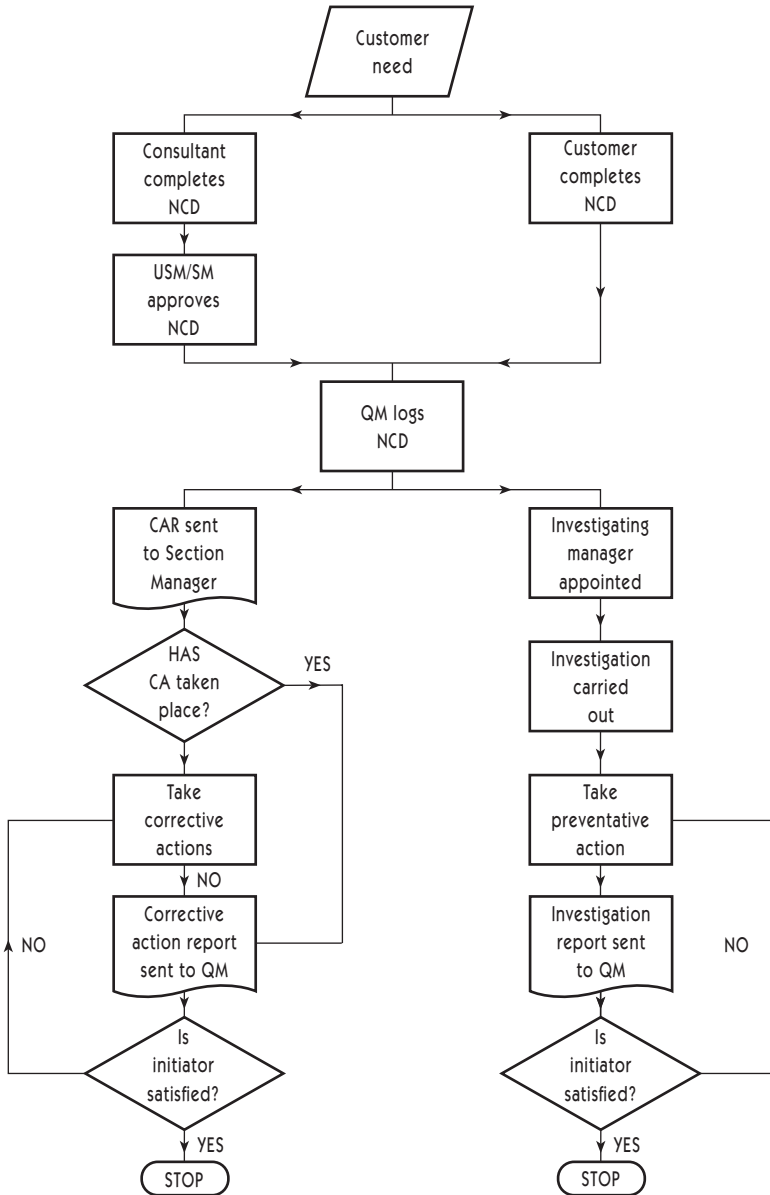 Customer
need
Consultant
completes
NCD
Customer
completes
NCD
USM/SM
approves
NCD
QM logs
NCD
CAR sent
to Section
Manager
Investigating
manager
appointed
HAS
CA taken
place?
YES
Investigation
carried
out
Take
corrective
actions
Take
preventative
action
NO
Corrective
action report
sent to QM
NO
Investigation
report sent
to QM
NO
Is
initiator
satisfied?
Is
initiator
satisfied?
YES
YES
STOP
STOP